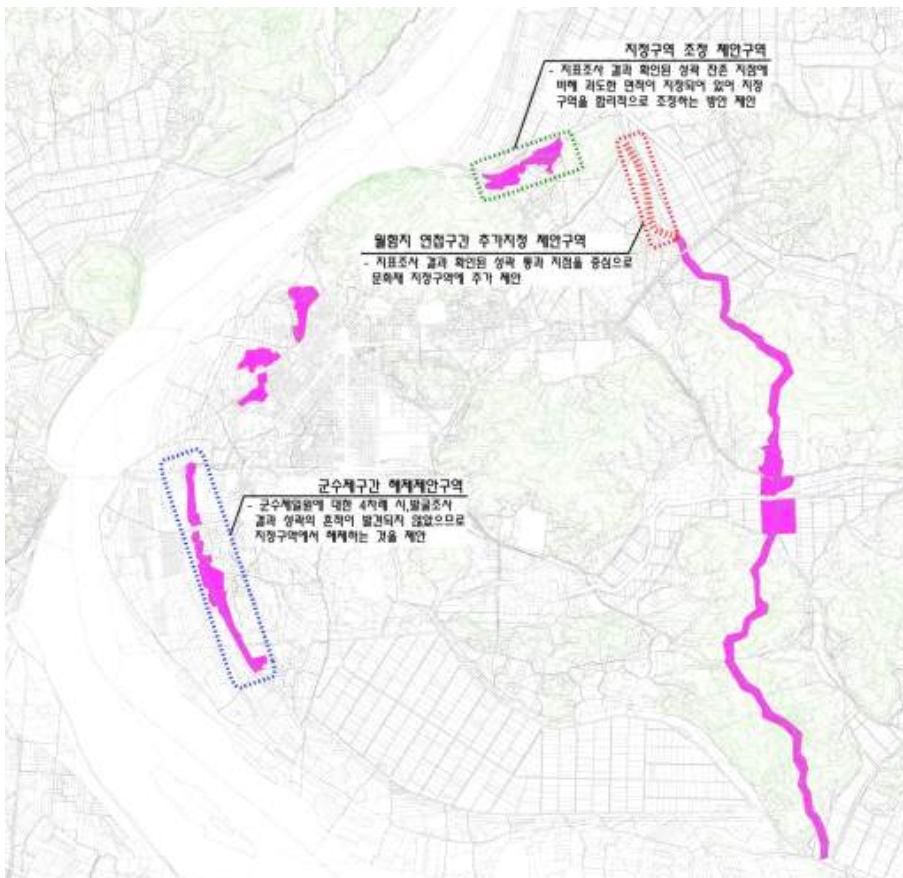 지정구역 조정 제안구역
- 지표조사 결과 확인된 성곽 잔존 지점에
비해 과도한 면적이 지정되어 있어 지정
구역을 합리적으로 조정하는 방안 제안
월함지 연접구간 추가지정 제안구역
- 지표조사 결과 확인된 성곽 통과 지점을 중심으로
문화재 지정구역에 추가 제안
군수제구간 해제제안구역
- 군수제일원에 대한 4차례 시,발굴조사
결과 성곽의 흔적이 발견되지 않았으므로
지정구역에서 해제하는 것을 제안